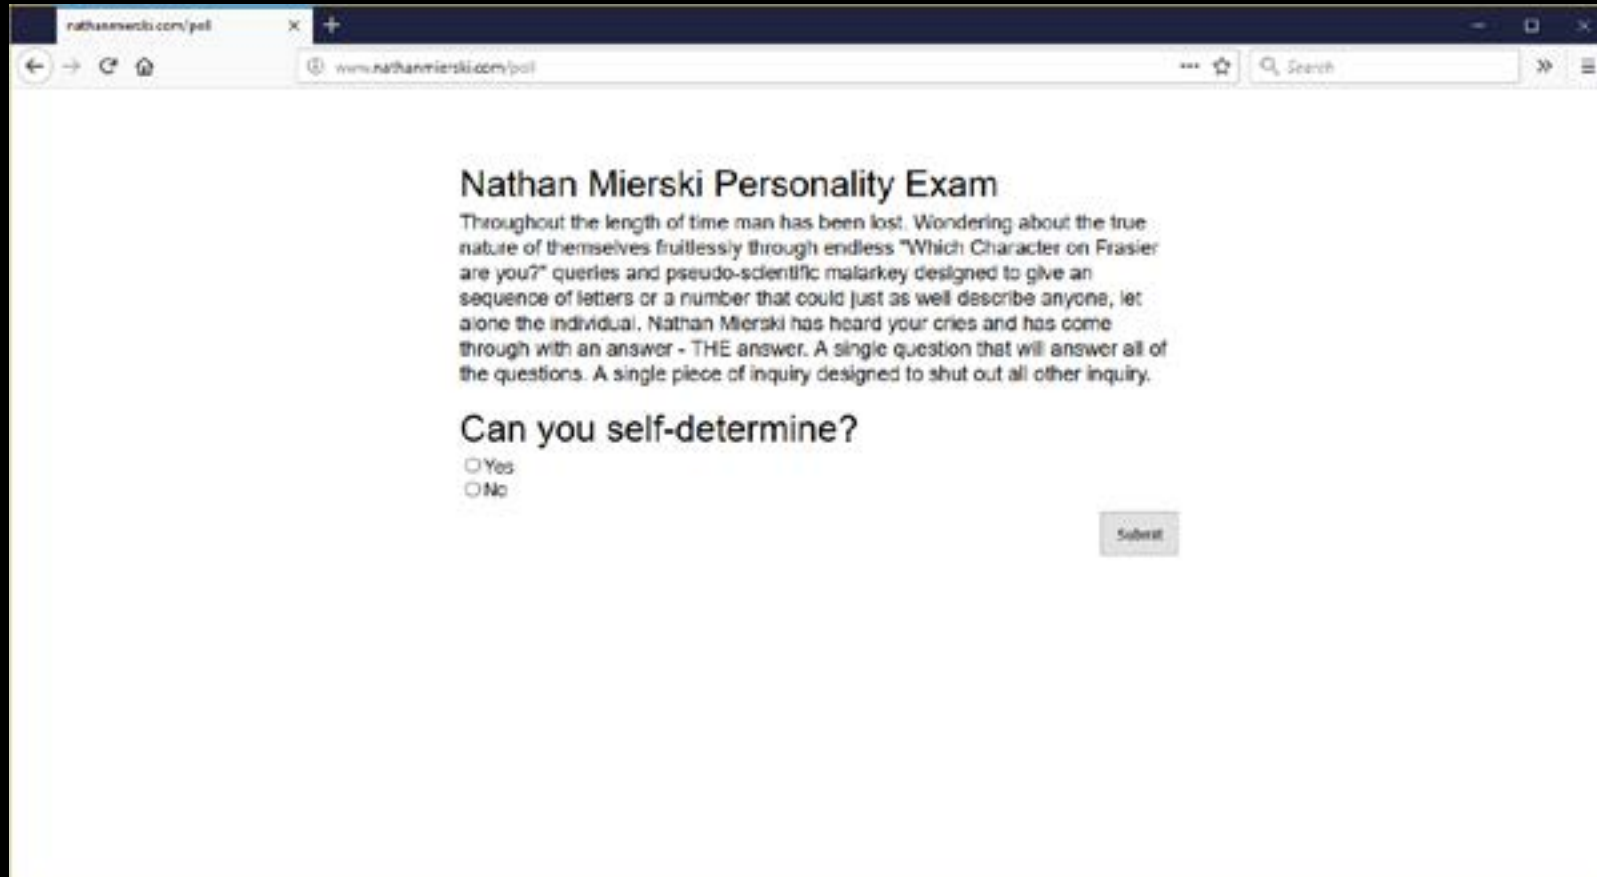 nathanmierski.com/poll
www.nathanmierski.com/poll
Search
Nathan Mierski Personality Exam
Throughout the length of time man has been lost. Wondering about the true
nature of themselves fruitlessly through endless "Which Character on Frasier
are you?" queries and pseudo-scientific malarkey designed to give an
sequence of letters or a number that could just as well describe anyone, let
alone the individual. Nathan Mierski has heard your cries and has come
through with an answer - THE answer. A single question that will answer all of
the questions. A single piece of inquiry designed to shut out all other inquiry.
Can you self-determine?
Yes
No
Submit